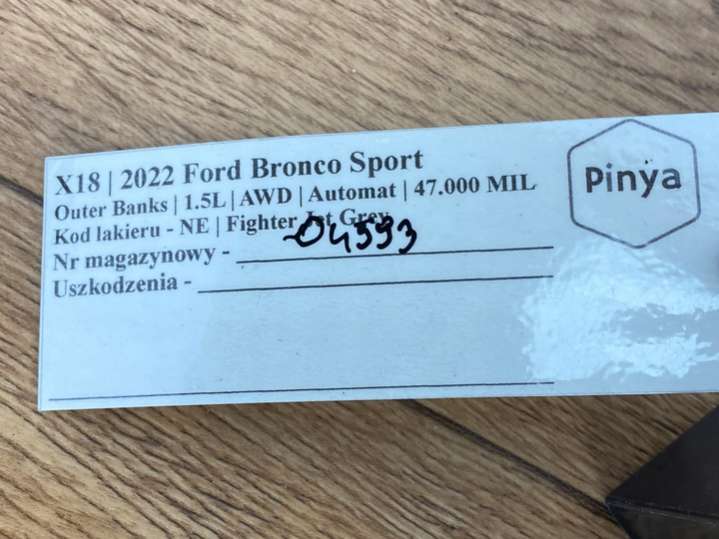 X18 | 2022 Ford Bronco Sport
Pinya
Outer Banks | 1.5L | AWD | Automat | 47.000 MIL
Kod lakieru - NE | Fighter Jet Grey
Nr magazynowy - 04593
Uszkodzenia -